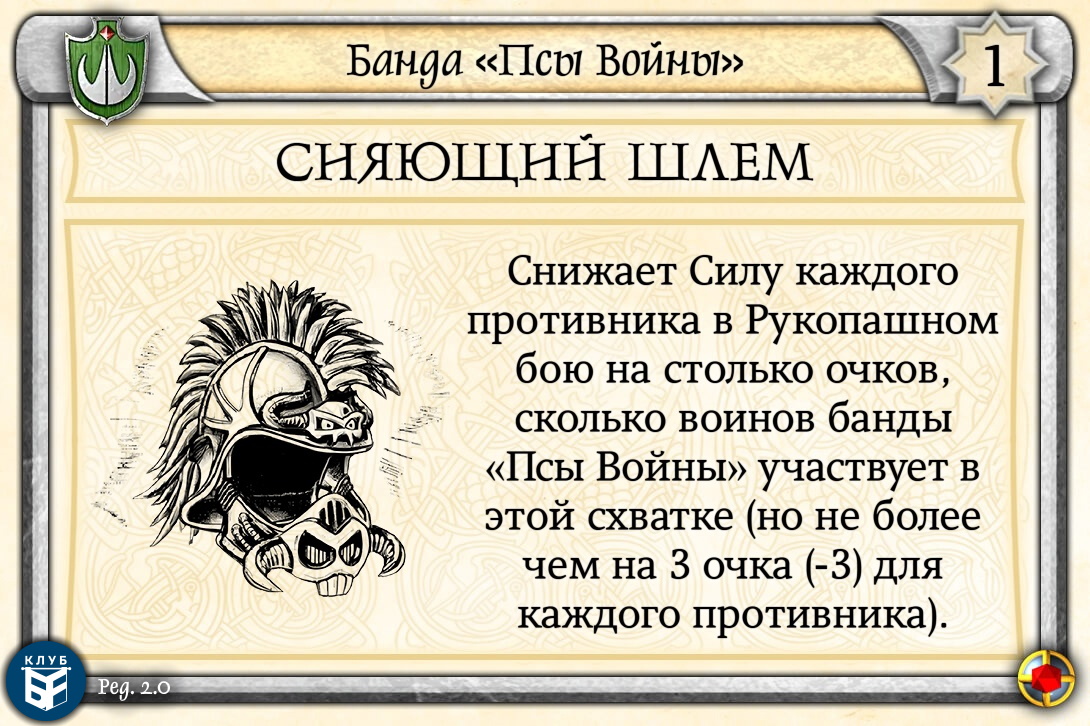 Банда «Псы Войны»
1
СИЯЮЩИЙ ШЛЕМ
Снижает Силу каждого
противника в Рукопашном
бою на столько очков,
сколько воинов банды
«Псы Войны» участвует в
этой схватке (но не более
чем на 3 очка (-3) для
каждого противника).
КЛУБ
Ред. 2.0